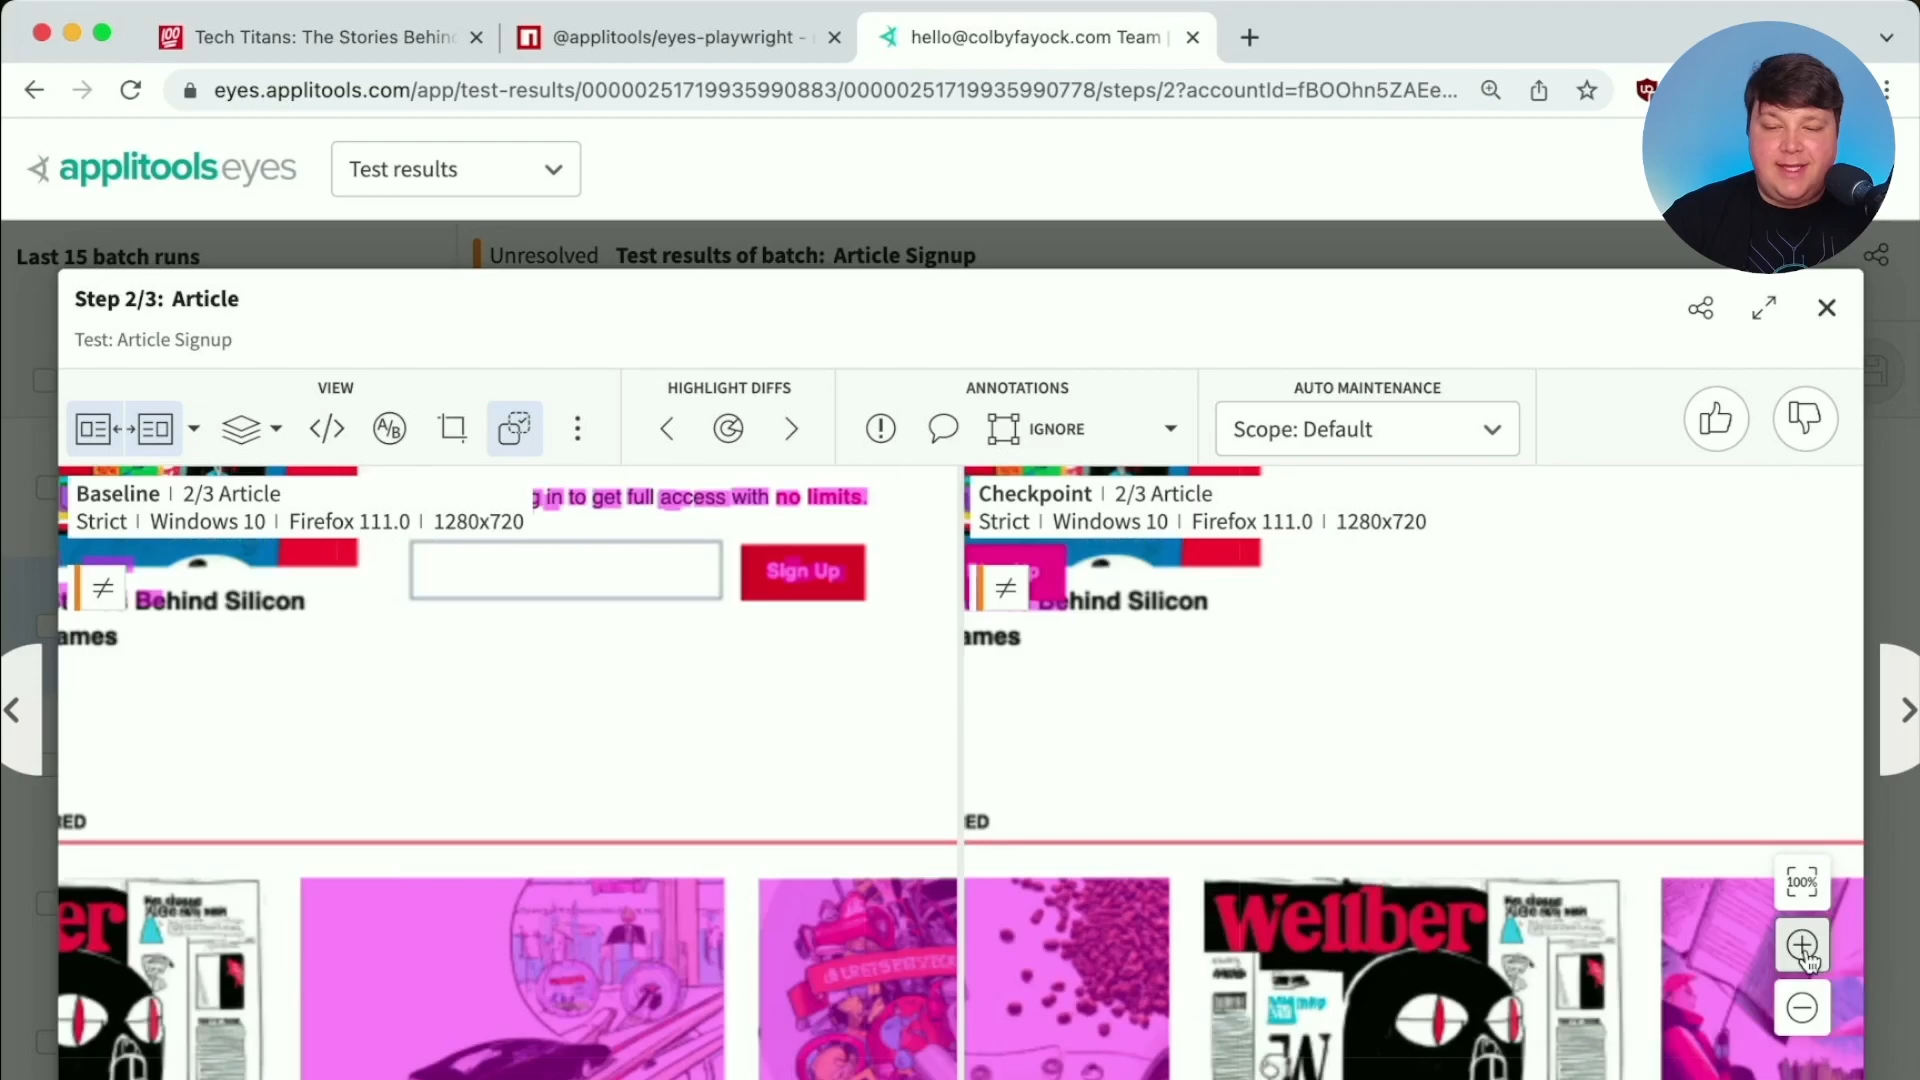 Tech Titans: The Stories Behin
@applitools/eyes-playwright -
hello@colbyfayock.com Team |
eyes.applitools.com/app/test-results/00000251719935990883/00000251719935990778/steps/2?accountId=fBOOhn5ZAEe...
applitools eyes
Test results
Last 15 batch runs
Unresolved Test results of batch: Article Signup
Step 2/3: Article
Test: Article Signup
VIEW
HIGHLIGHT DIFFS
ANNOTATIONS
AUTO MAINTENANCE
A/B
IGNORE
Scope: Default
Baseline | 2/3 Article
Strict | Windows 10 | Firefox 111.0 | 1280x720
g in to get full access with no limits.
Sign Up
≠
Behind Silicon
ames
RED
Checkpoint | 2/3 Article
Strict | Windows 10 | Firefox 111.0 | 1280x720
≠
Behind Silicon
ames
ED
er
Wellber
100%